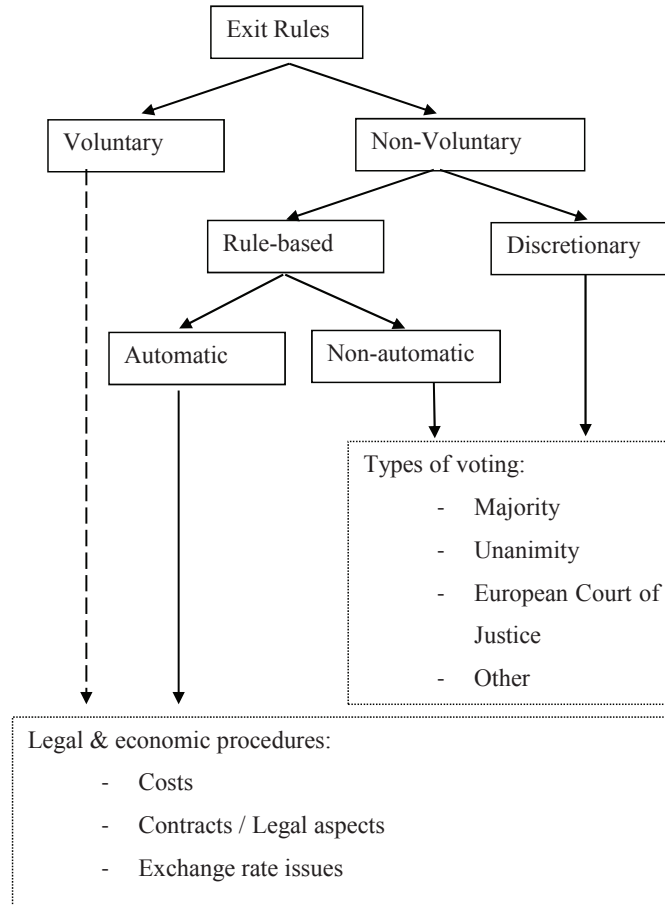 Exit Rules
Voluntary
Non-Voluntary
Rule-based
Discretionary
Automatic
Non-automatic
Types of voting:
- Majority
- Unanimity
- European Court of
Justice
- Other
Legal & economic procedures:
- Costs
- Contracts / Legal aspects
- Exchange rate issues